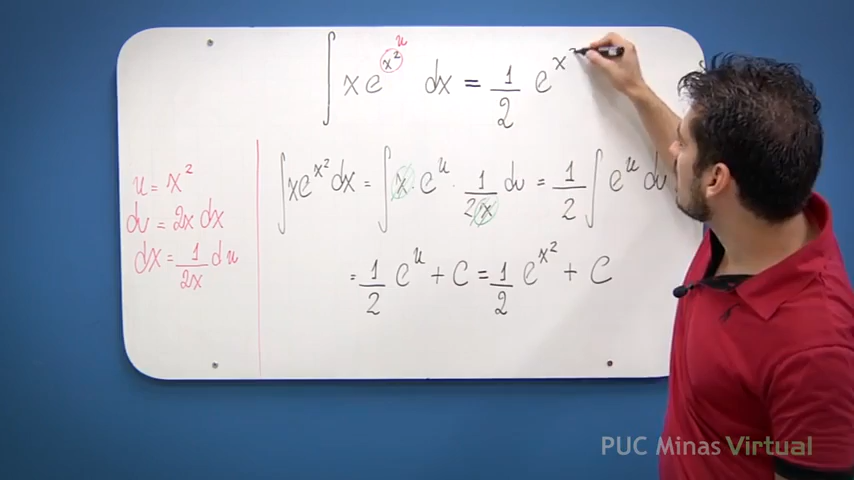 ∫ x e^{x²} dx = 1/2 e^{x²}
u
u = x²
du = 2x dx
dx = 1/2x du
∫ x e^{x²} dx = ∫ x · e^u · 1/2x du = 1/2 ∫ e^u du
= 1/2 e^u + C = 1/2 e^{x²} + C
PUC Minas Virtual